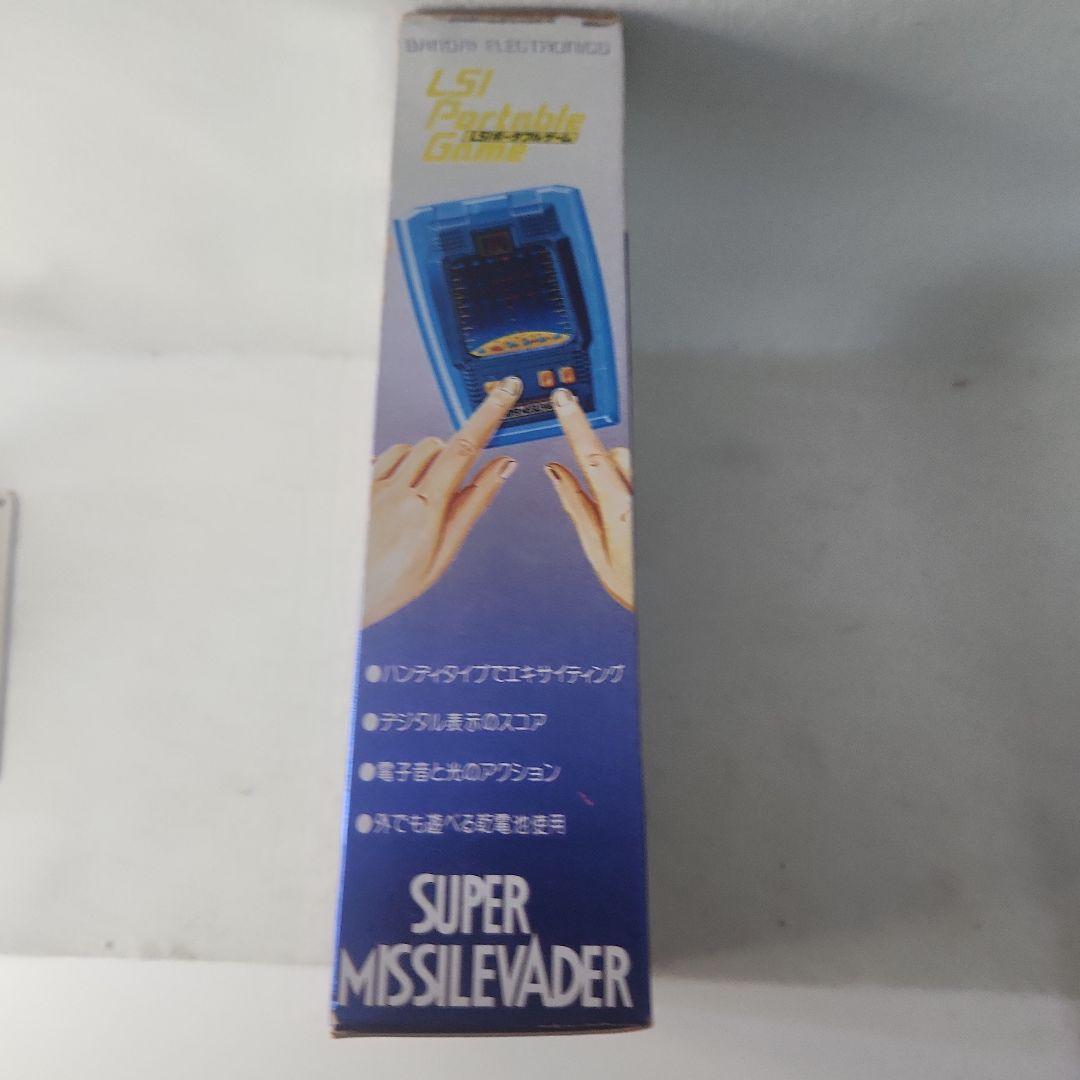 BANDAI ELECTRONICS
LSI
Portable
LSIポータブルゲーム
Game
●ハンディタイプでエキサイティング
●デジタル表示のスコア
●電子音と光のアクション
●外でも遊べる乾電池使用
SUPER
MISSILEVADER